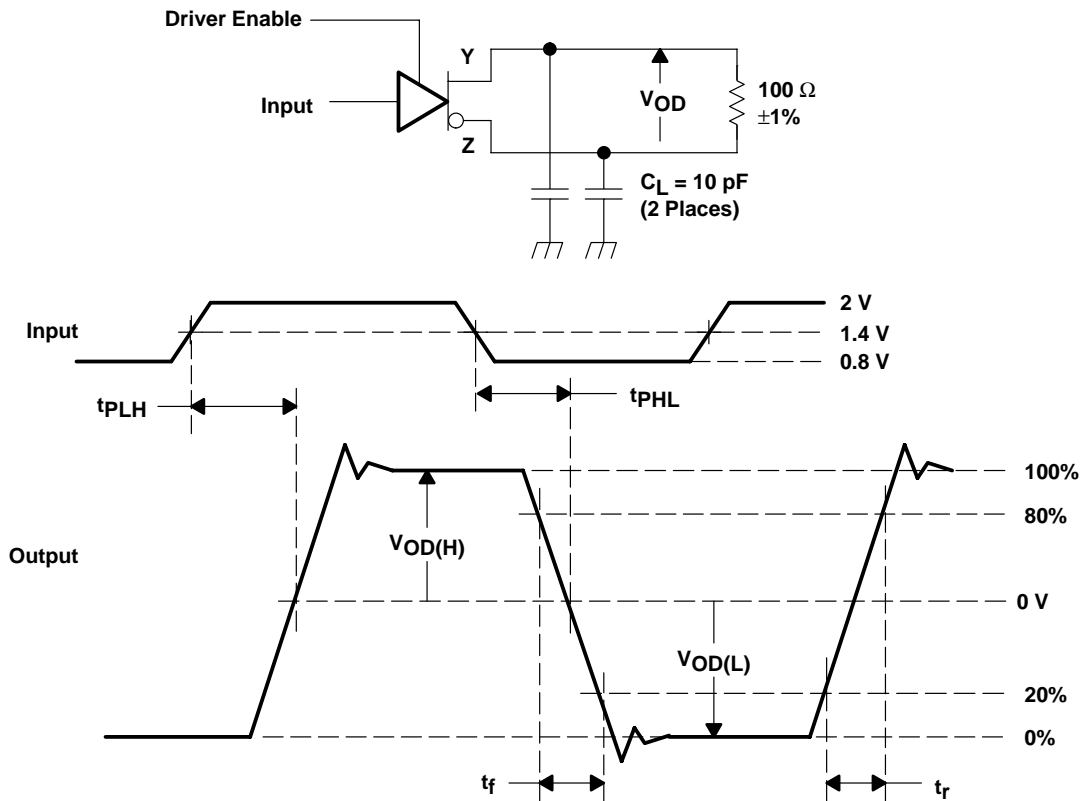 Driver Enable
Input
Y
Z
VOD
100 Ω
±1%
CL = 10 pF
(2 Places)
Input
2 V
1.4 V
0.8 V
tPLH
tPHL
Output
VOD(H)
VOD(L)
100%
80%
0 V
20%
0%
tf
tr